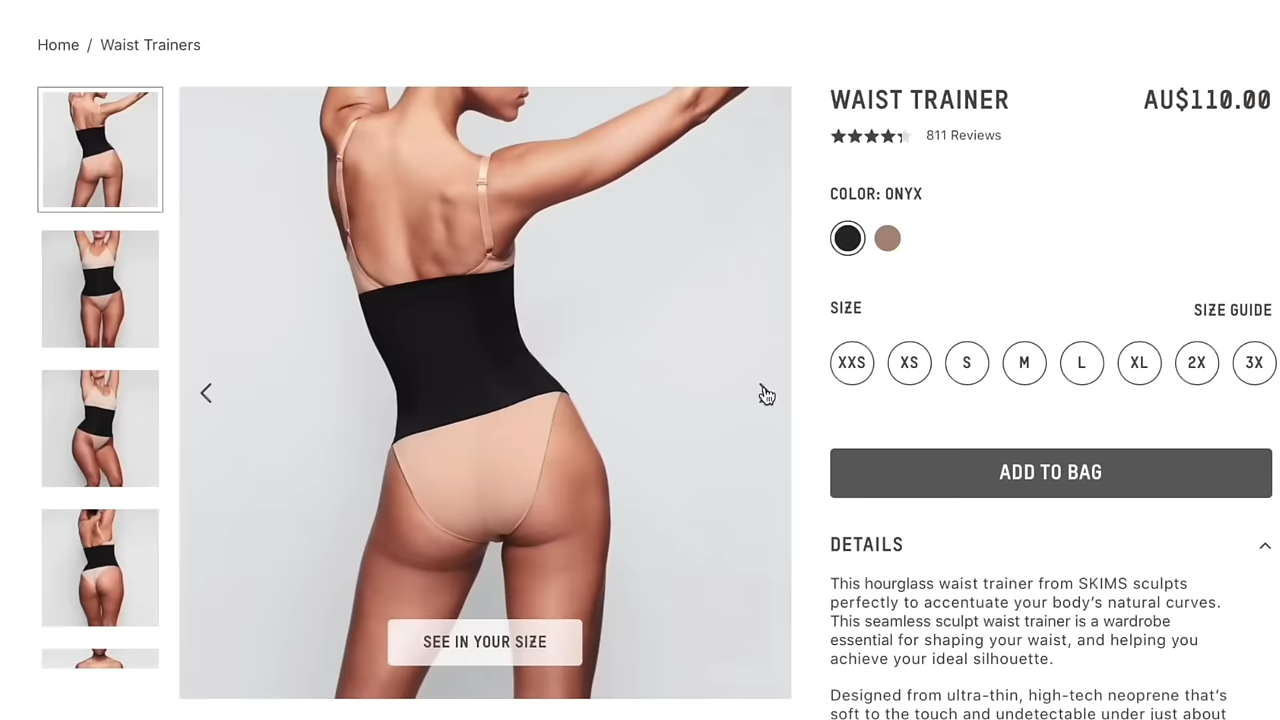 Home / Waist Trainers
WAIST TRAINER
AU$110.00
811 Reviews
COLOR: ONYX
SIZE
SIZE GUIDE
XXS XS S M L XL 2X 3X
ADD TO BAG
SEE IN YOUR SIZE
DETAILS
This hourglass waist trainer from SKIMS sculpts
perfectly to accentuate your body’s natural curves.
This seamless sculpt waist trainer is a wardrobe
essential for shaping your waist, and helping you
achieve your ideal silhouette.
Designed from ultra-thin, high-tech neoprene that’s
soft to the touch and undetectable under just about